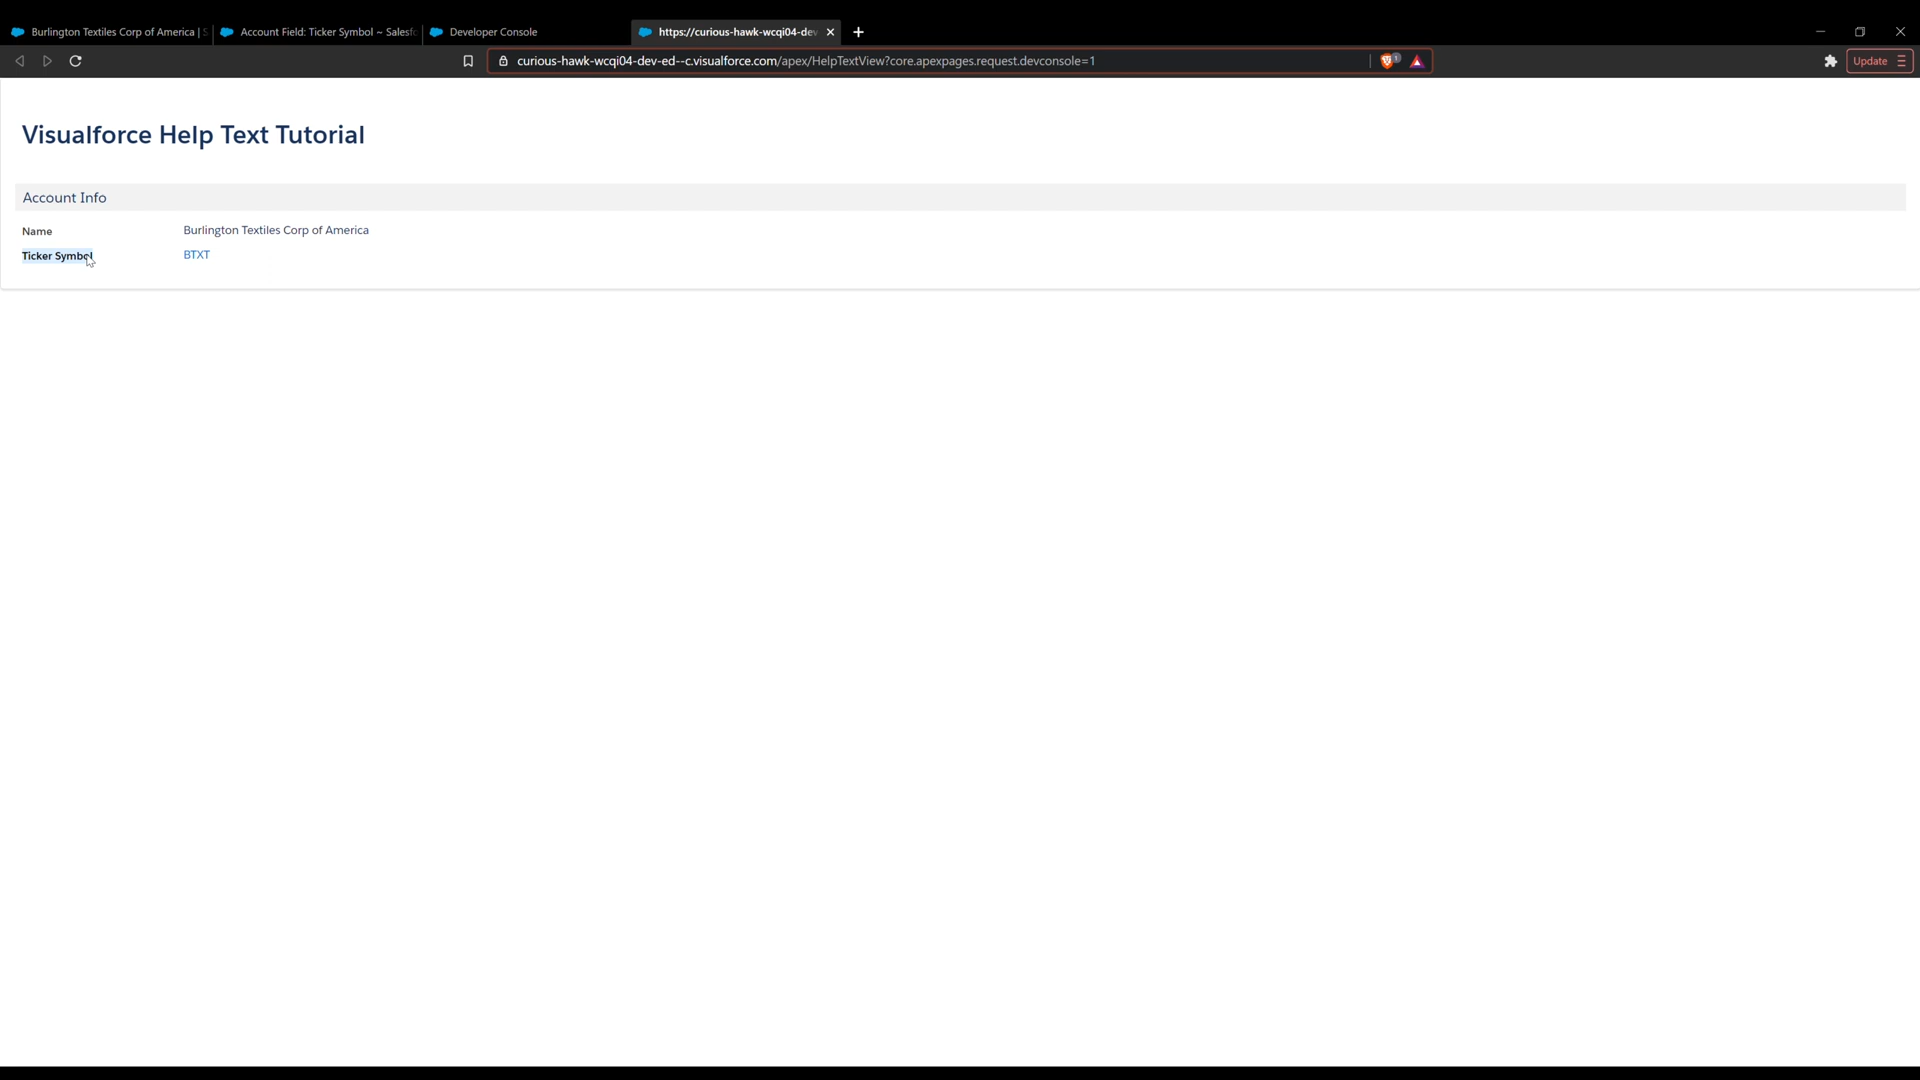 Burlington Textiles Corp of America | S
Account Field: Ticker Symbol ~ Salesfo
Developer Console
https://curious-hawk-wcqi04-dev
curious-hawk-wcqi04-dev-ed--c.visualforce.com/apex/HelpTextView?core.apexpages.request.devconsole=1
1
Update
Visualforce Help Text Tutorial
Account Info
Name Burlington Textiles Corp of America
Ticker Symbol BTXT